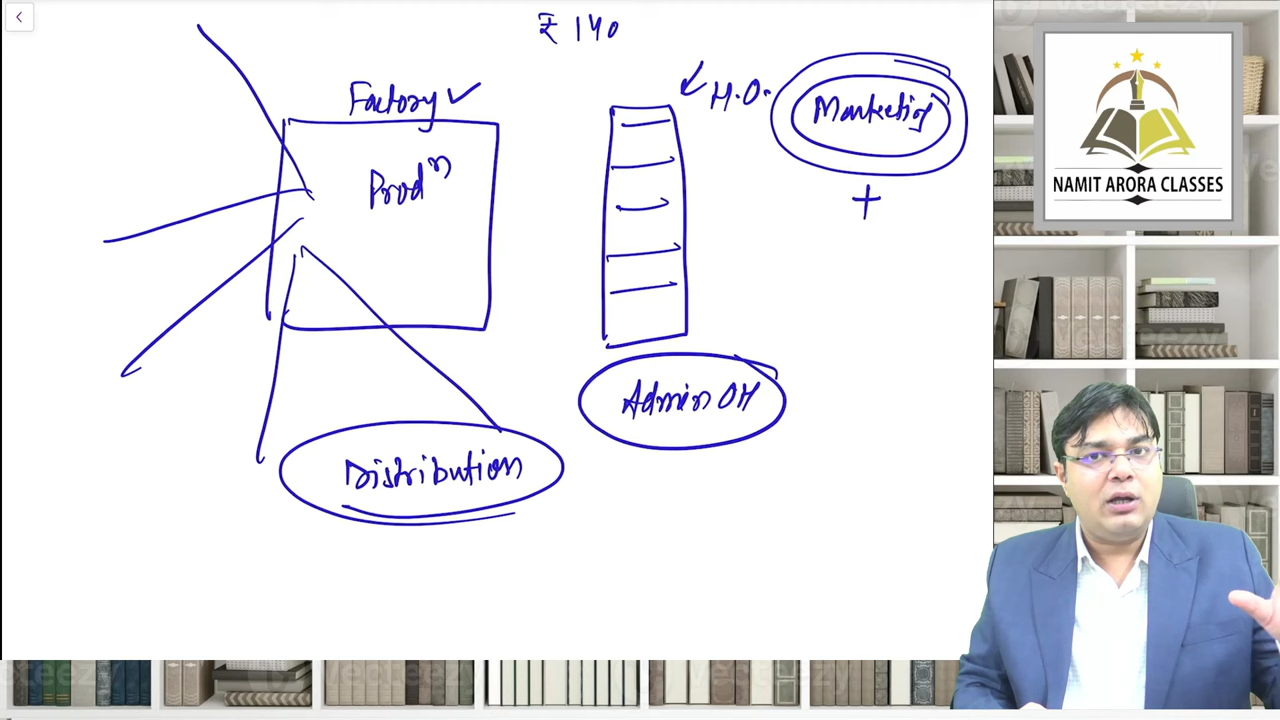 ₹ 140
Factory ✓
H.O.
Marketing
Prodⁿ
+
NAMIT ARORA CLASSES
Admin OH
Distribution